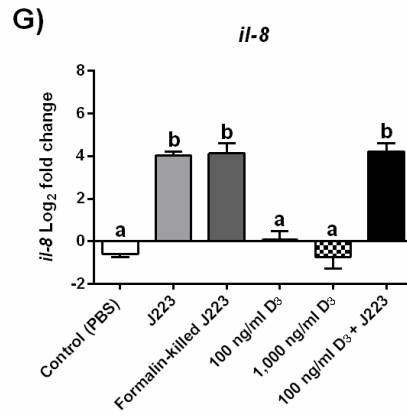 G)
il-8
il-8 Log₂ fold change
8
6
4
2
0
-2
a
b
b
a
a
b
Control (PBS)
J223
Formalin-killed J223
100 ng/ml D₃
1,000 ng/ml D₃
100 ng/ml D₃ + J223